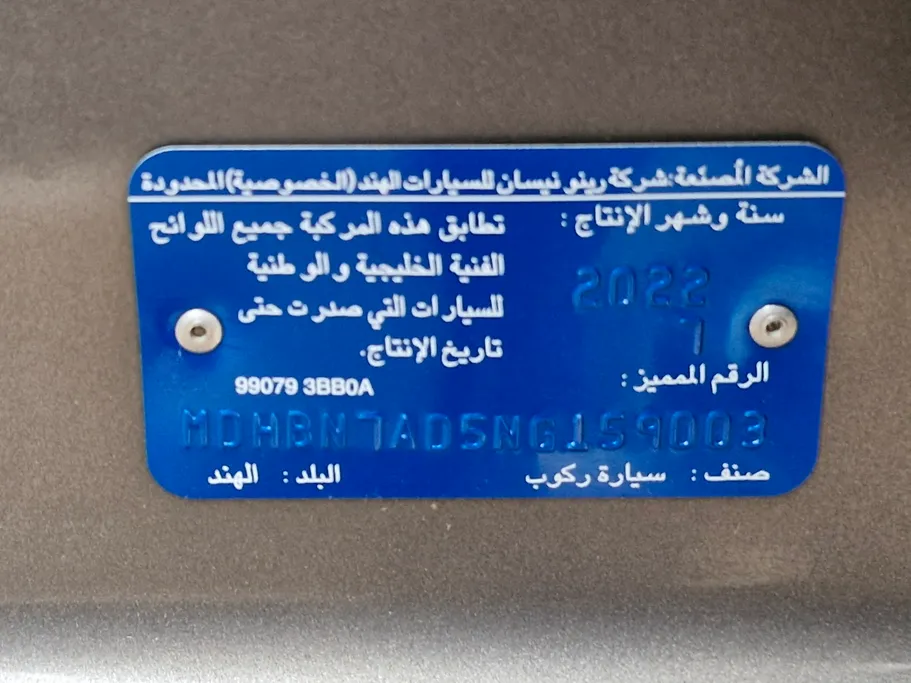 الشركة المصنعة: شركة رينو نيسان للسيارات الهند (الخصوصية) المحدودة
سنة وشهر الإنتاج :
2022
1
تطابق هذه المركبة جميع اللوائح
الفنية الخليجية والوطنية
للسيارات التي صدرت حتى
تاريخ الإنتاج.
99079 3BB0A
الرقم المميز :
MDHBN7AD5NG159003
صنف : سيارة ركوب
البلد : الهند